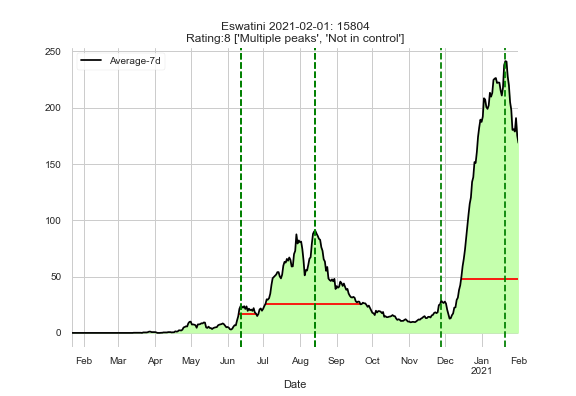 Eswatini 2021-02-01: 15804
Rating:8 ['Multiple peaks', 'Not in control']
Average-7d
250
200
150
100
50
0
Feb Mar Apr May Jun Jul Aug Sep Oct Nov Dec Jan Feb
2021
Date